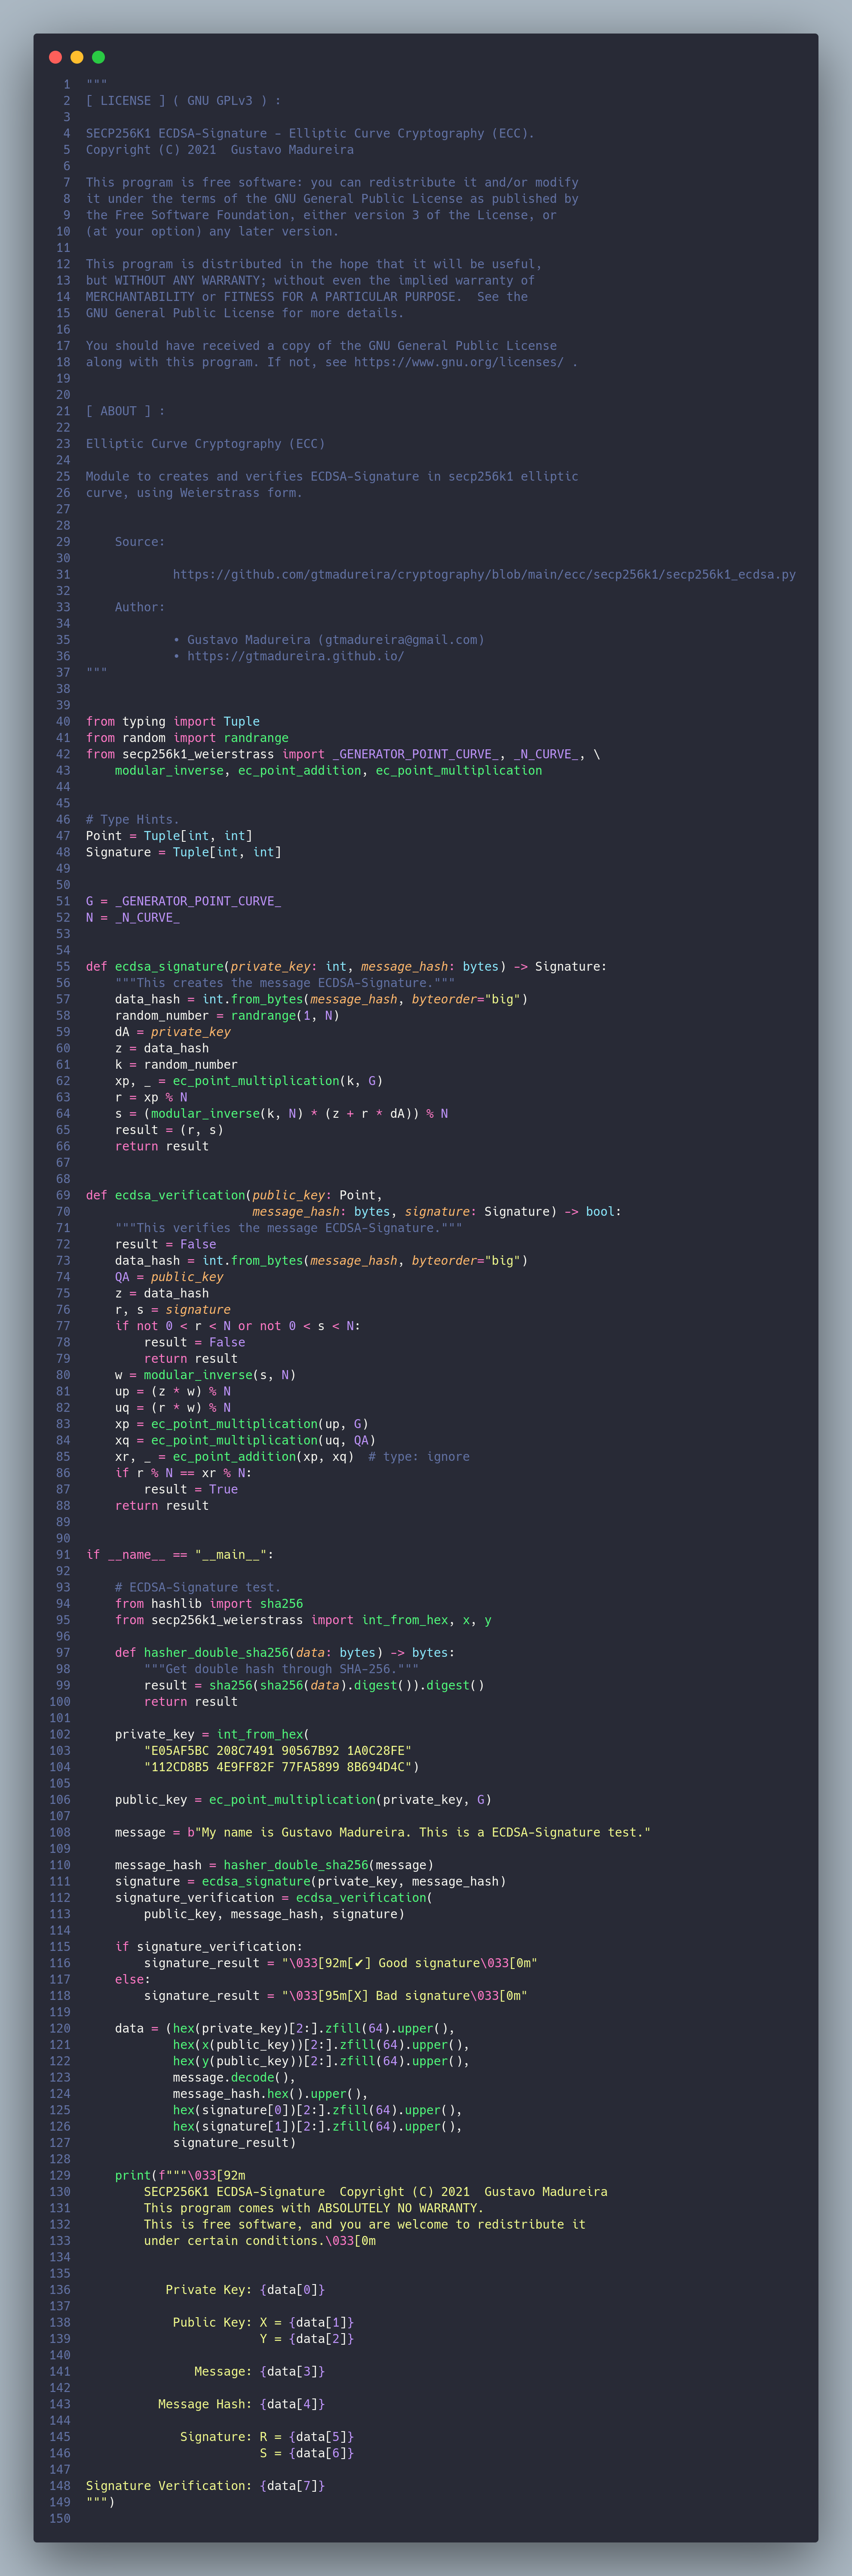 1 """
2 [ LICENSE ] ( GNU GPLv3 ) :
3
4 SECP256K1 ECDSA-Signature - Elliptic Curve Cryptography (ECC).
5 Copyright (C) 2021  Gustavo Madureira
6
7 This program is free software: you can redistribute it and/or modify
8 it under the terms of the GNU General Public License as published by
9 the Free Software Foundation, either version 3 of the License, or
10 (at your option) any later version.
11
12 This program is distributed in the hope that it will be useful,
13 but WITHOUT ANY WARRANTY; without even the implied warranty of
14 MERCHANTABILITY or FITNESS FOR A PARTICULAR PURPOSE.  See the
15 GNU General Public License for more details.
16
17 You should have received a copy of the GNU General Public License
18 along with this program. If not, see https://www.gnu.org/licenses/ .
19
20
21 [ ABOUT ] :
22
23 Elliptic Curve Cryptography (ECC)
24
25 Module to creates and verifies ECDSA-Signature in secp256k1 elliptic
26 curve, using Weierstrass form.
27
28
29     Source:
30
31             https://github.com/gtmadureira/cryptography/blob/main/ecc/secp256k1/secp256k1_ecdsa.py
32
33     Author:
34
35             • Gustavo Madureira (gtmadureira@gmail.com)
36             • https://gtmadureira.github.io/
37 """
38
39
40 from typing import Tuple
41 from random import randrange
42 from secp256k1_weierstrass import _GENERATOR_POINT_CURVE_, _N_CURVE_, \
43     modular_inverse, ec_point_addition, ec_point_multiplication
44
45
46 # Type Hints.
47 Point = Tuple[int, int]
48 Signature = Tuple[int, int]
49
50
51 G = _GENERATOR_POINT_CURVE_
52 N = _N_CURVE_
53
54
55 def ecdsa_signature(private_key: int, message_hash: bytes) -> Signature:
56     """This creates the message ECDSA-Signature."""
57     data_hash = int.from_bytes(message_hash, byteorder="big")
58     random_number = randrange(1, N)
59     dA = private_key
60     z = data_hash
61     k = random_number
62     xp, _ = ec_point_multiplication(k, G)
63     r = xp % N
64     s = (modular_inverse(k, N) * (z + r * dA)) % N
65     result = (r, s)
66     return result
67
68
69 def ecdsa_verification(public_key: Point,
70                        message_hash: bytes, signature: Signature) -> bool:
71     """This verifies the message ECDSA-Signature."""
72     result = False
73     data_hash = int.from_bytes(message_hash, byteorder="big")
74     QA = public_key
75     z = data_hash
76     r, s = signature
77     if not 0 < r < N or not 0 < s < N:
78         result = False
79         return result
80     w = modular_inverse(s, N)
81     up = (z * w) % N
82     uq = (r * w) % N
83     xp = ec_point_multiplication(up, G)
84     xq = ec_point_multiplication(uq, QA)
85     xr, _ = ec_point_addition(xp, xq)  # type: ignore
86     if r % N == xr % N:
87         result = True
88     return result
89
90
91 if __name__ == "__main__":
92
93     # ECDSA-Signature test.
94     from hashlib import sha256
95     from secp256k1_weierstrass import int_from_hex, x, y
96
97     def hasher_double_sha256(data: bytes) -> bytes:
98         """Get double hash through SHA-256."""
99         result = sha256(sha256(data).digest()).digest()
100         return result
101
102     private_key = int_from_hex(
103         "E05AF5BC 208C7491 90567B92 1A0C28FE"
104         "112CD8B5 4E9FF82F 77FA5899 8B694D4C")
105
106     public_key = ec_point_multiplication(private_key, G)
107
108     message = b"My name is Gustavo Madureira. This is a ECDSA-Signature test."
109
110     message_hash = hasher_double_sha256(message)
111     signature = ecdsa_signature(private_key, message_hash)
112     signature_verification = ecdsa_verification(
113         public_key, message_hash, signature)
114
115     if signature_verification:
116         signature_result = "\033[92m[✔] Good signature\033[0m"
117     else:
118         signature_result = "\033[95m[X] Bad signature\033[0m"
119
120     data = (hex(private_key)[2:].zfill(64).upper(),
121             hex(x(public_key))[2:].zfill(64).upper(),
122             hex(y(public_key))[2:].zfill(64).upper(),
123             message.decode(),
124             message_hash.hex().upper(),
125             hex(signature[0])[2:].zfill(64).upper(),
126             hex(signature[1])[2:].zfill(64).upper(),
127             signature_result)
128
129     print(f"""\033[92m
130         SECP256K1 ECDSA-Signature  Copyright (C) 2021  Gustavo Madureira
131         This program comes with ABSOLUTELY NO WARRANTY.
132         This is free software, and you are welcome to redistribute it
133         under certain conditions.\033[0m
134
135
136            Private Key: {data[0]}
137
138             Public Key: X = {data[1]}
139                         Y = {data[2]}
140
141                Message: {data[3]}
142
143           Message Hash: {data[4]}
144
145              Signature: R = {data[5]}
146                         S = {data[6]}
147
148 Signature Verification: {data[7]}
149 """)
150